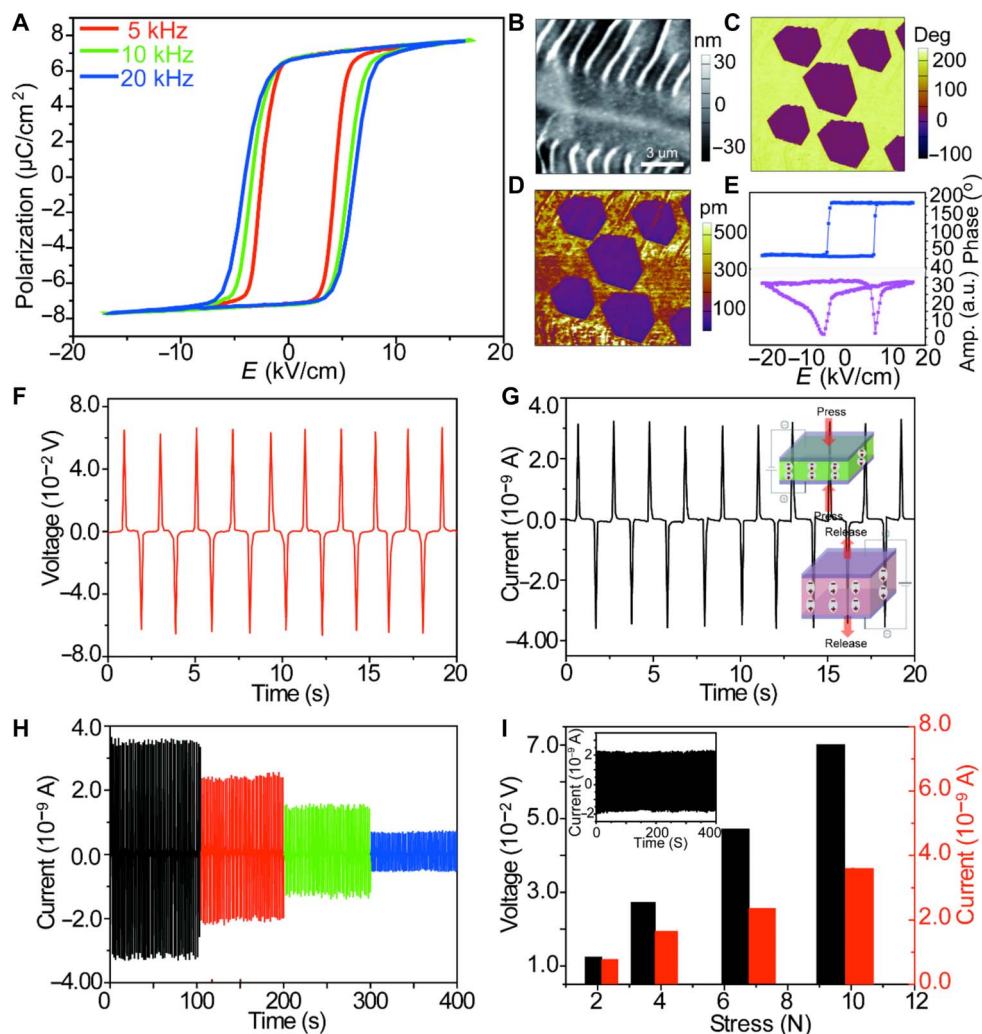 A
5 kHz
10 kHz
20 kHz
Polarization (µC/cm²)
8
6
4
2
0
−2
−4
−6
−8
−20
−10
0
10
20
E (kV/cm)
B
nm
30
0
−30
3 um
C
Deg
200
100
0
−100
D
pm
500
300
100
E
200
150
100
50
40
30
20
10
0
Amp. (a.u.) Phase (°)
−20
−10
0
10
20
E (kV/cm)
F
Voltage (10⁻² V)
8.0
4.0
0.0
−4.0
−8.0
0
5
10
15
20
Time (s)
G
Current (10⁻⁹ A)
4.0
2.0
0.0
−2.0
−4.00
0
5
10
15
20
Time (s)
Press
Press
Release
Release
H
Current (10⁻⁹ A)
4.0
2.0
0.0
−2.0
−4.00
0
100
200
300
400
Time (s)
I
Voltage (10⁻² V)
7.0
5.0
3.0
1.0
Current (10⁻⁹ A)
2
1
0
−2
0
200
400
Time (S)
8.0
6.0
4.0
2.0
0.0
Current (10⁻⁹ A)
2
4
6
8
10
12
Stress (N)